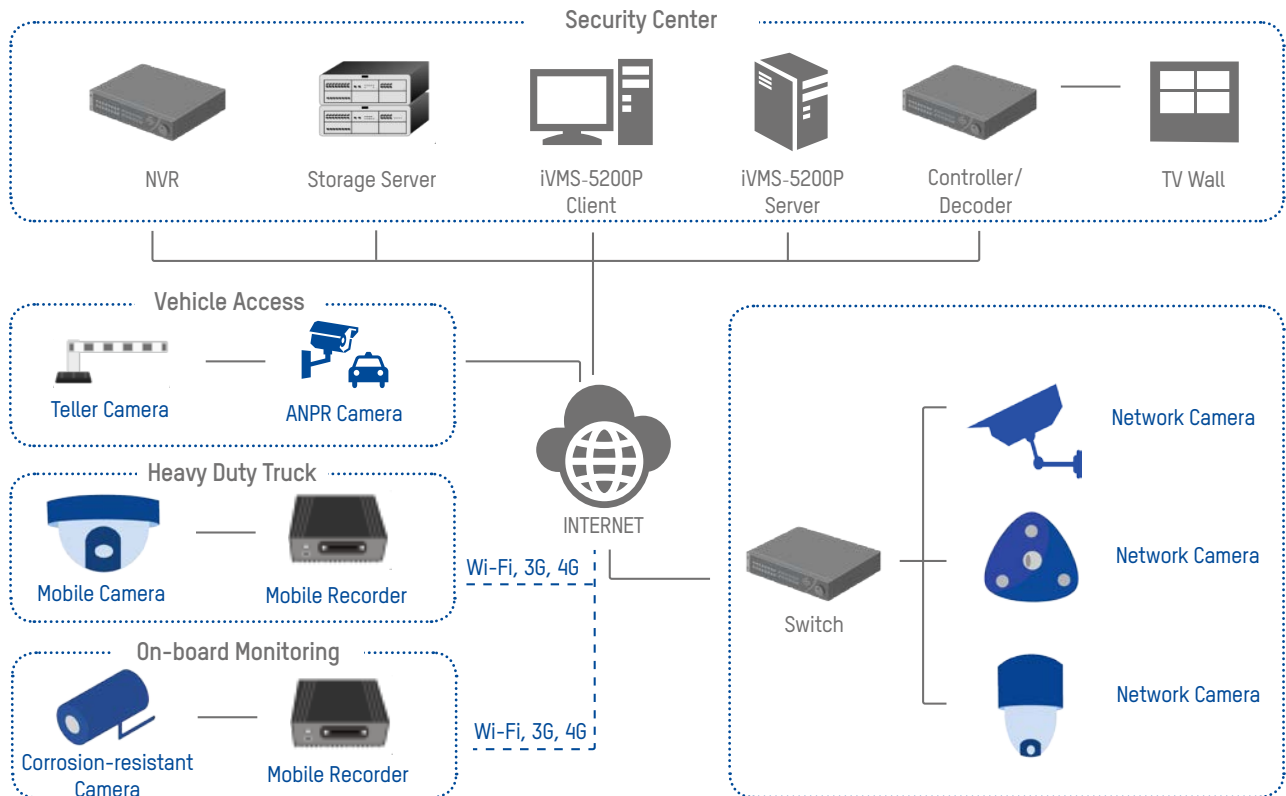 Security Center
NVR
Storage Server
iVMS-5200P
Client
iVMS-5200P
Server
Controller/
Decoder
TV Wall
Vehicle Access
Teller Camera
ANPR Camera
Heavy Duty Truck
Mobile Camera
Mobile Recorder
Wi-Fi, 3G, 4G
On-board Monitoring
Corrosion-resistant
Camera
Mobile Recorder
Wi-Fi, 3G, 4G
INTERNET
Switch
Network Camera
Network Camera
Network Camera